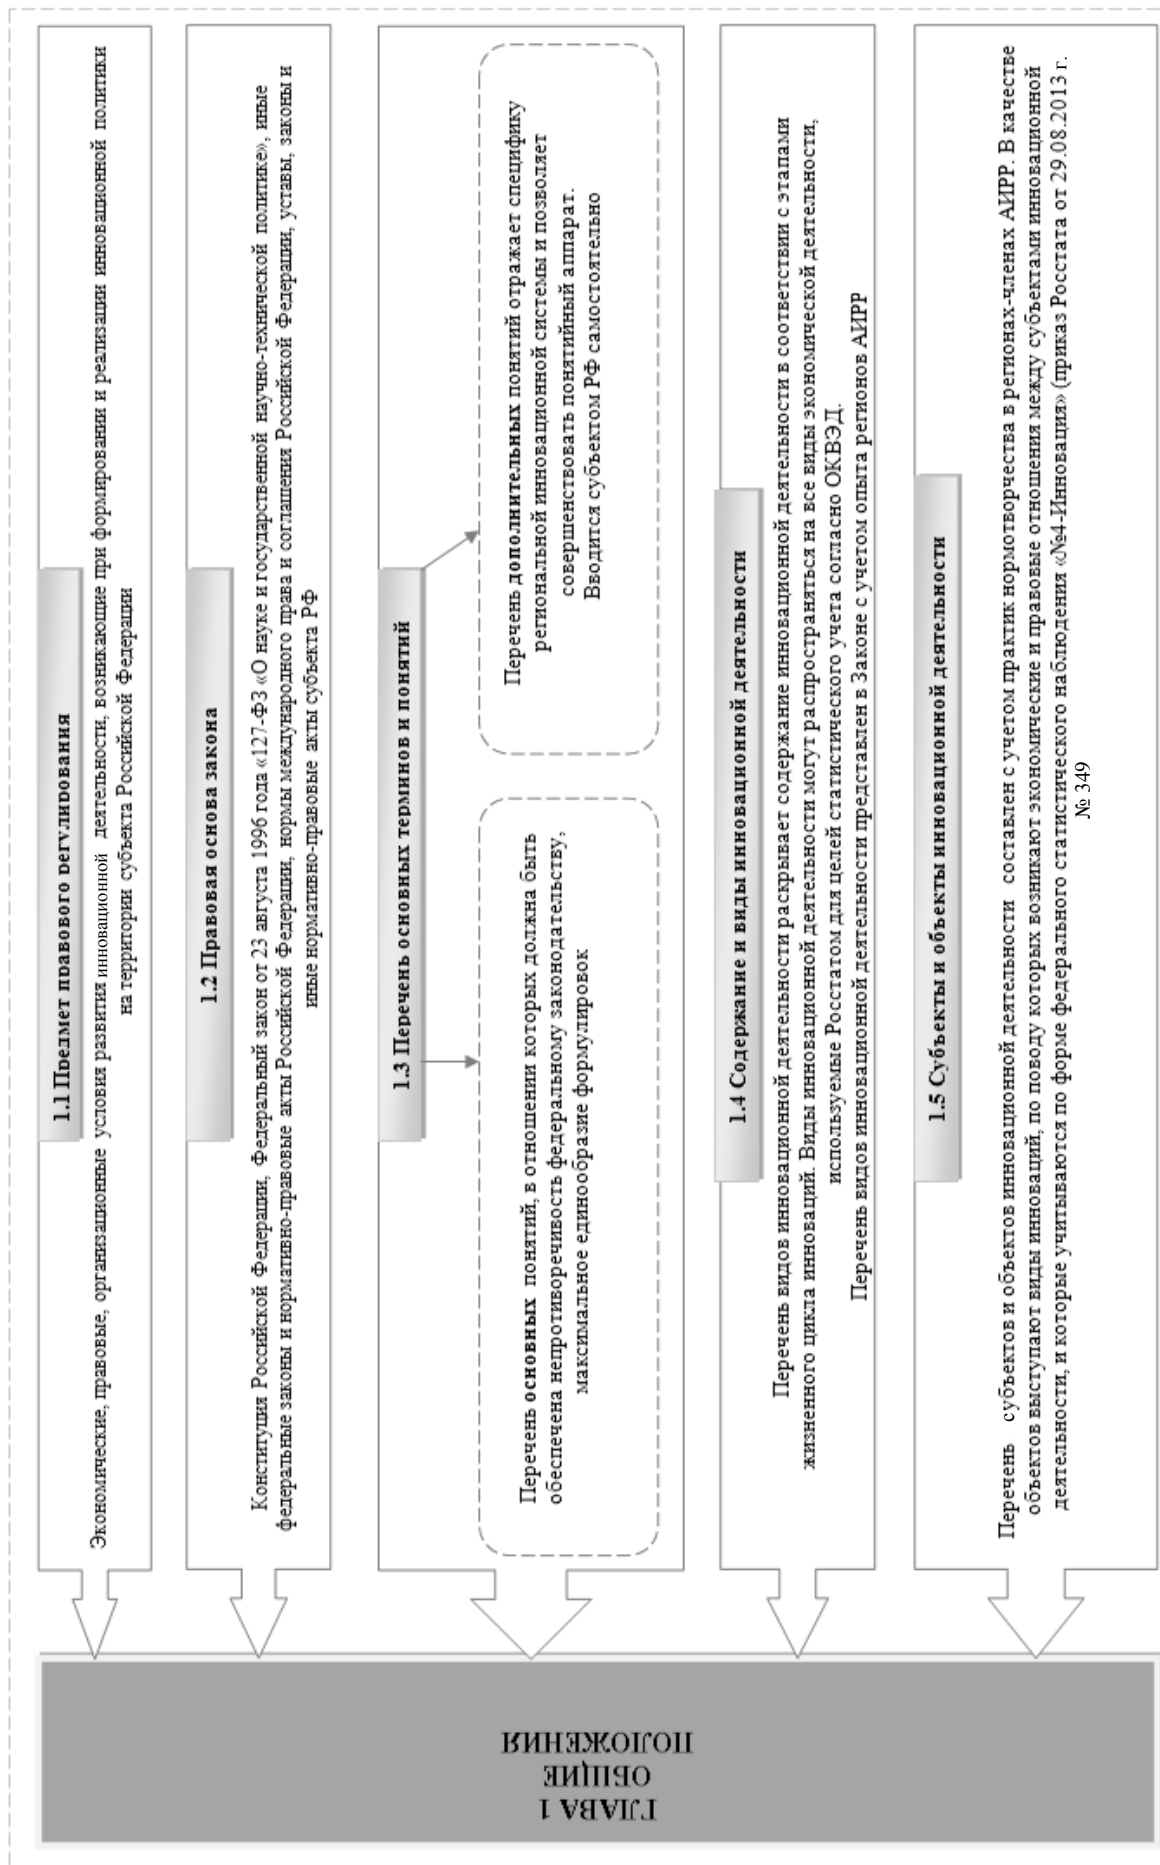 ГЛАВА 1
ОБЩИЕ
ПОЛОЖЕНИЯ
1.1 Предмет правового регулирования
Экономические, правовые, организационные условия развития инновационной деятельности, возникающие при формировании и реализации инновационной политики
на территории субъекта Российской Федерации
1.2 Правовая основа закона
Конституция Российской Федерации, Федеральный закон от 23 августа 1996 года «127-ФЗ «О науке и государственной научно-технической политике», иные
федеральные законы и нормативно-правовые акты Российской Федерации, нормы международного права и соглашения Российской Федерации, уставы, законы и
иные нормативно-правовые акты субъекта РФ
1.3 Перечень основных терминов и понятий
Перечень основных понятий, в отношении которых должна быть
обеспечена непротиворечивость федеральному законодательству,
максимальное единообразие формулировок
Перечень дополнительных понятий отражает специфику
региональной инновационной системы и позволяет
совершенствовать понятийный аппарат.
Вводится субъектом РФ самостоятельно
1.4 Содержание и виды инновационной деятельности
Перечень видов инновационной деятельности раскрывает содержание инновационной деятельности в соответствии с этапами
жизненного цикла инноваций. Виды инновационной деятельности могут распространяться на все виды экономической деятельности,
используемые Росстатом для целей статистического учета согласно ОКВЭД.
Перечень видов инновационной деятельности представлен в Законе с учетом опыта регионов АИРР
1.5 Субъекты и объекты инновационной деятельности
Перечень субъектов и объектов инновационной деятельности составлен с учетом практик нормотворчества в регионах-членах АИРР. В качестве
объектов выступают виды инноваций, по поводу которых возникают экономические и правовые отношения между субъектами инновационной
деятельности, и которые учитываются по форме федерального статистического наблюдения «№4-Инновация» (приказ Росстата от 29.08.2013 г.
№ 349